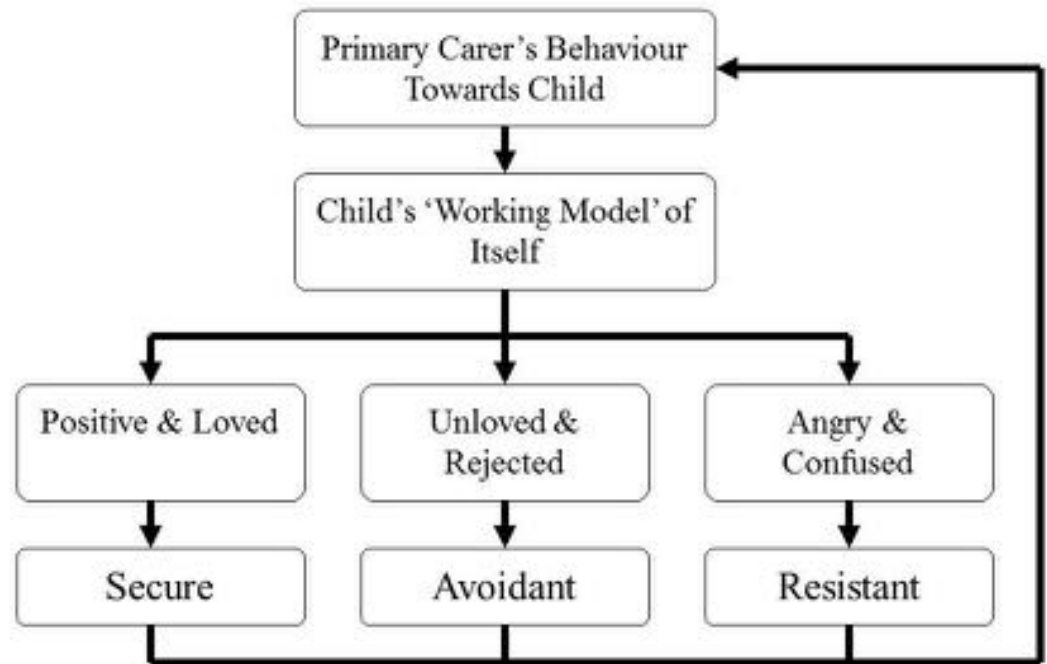 Primary Carer’s Behaviour
Towards Child
Child’s ‘Working Model’ of
Itself
Positive & Loved
Unloved &
Rejected
Angry &
Confused
Secure
Avoidant
Resistant